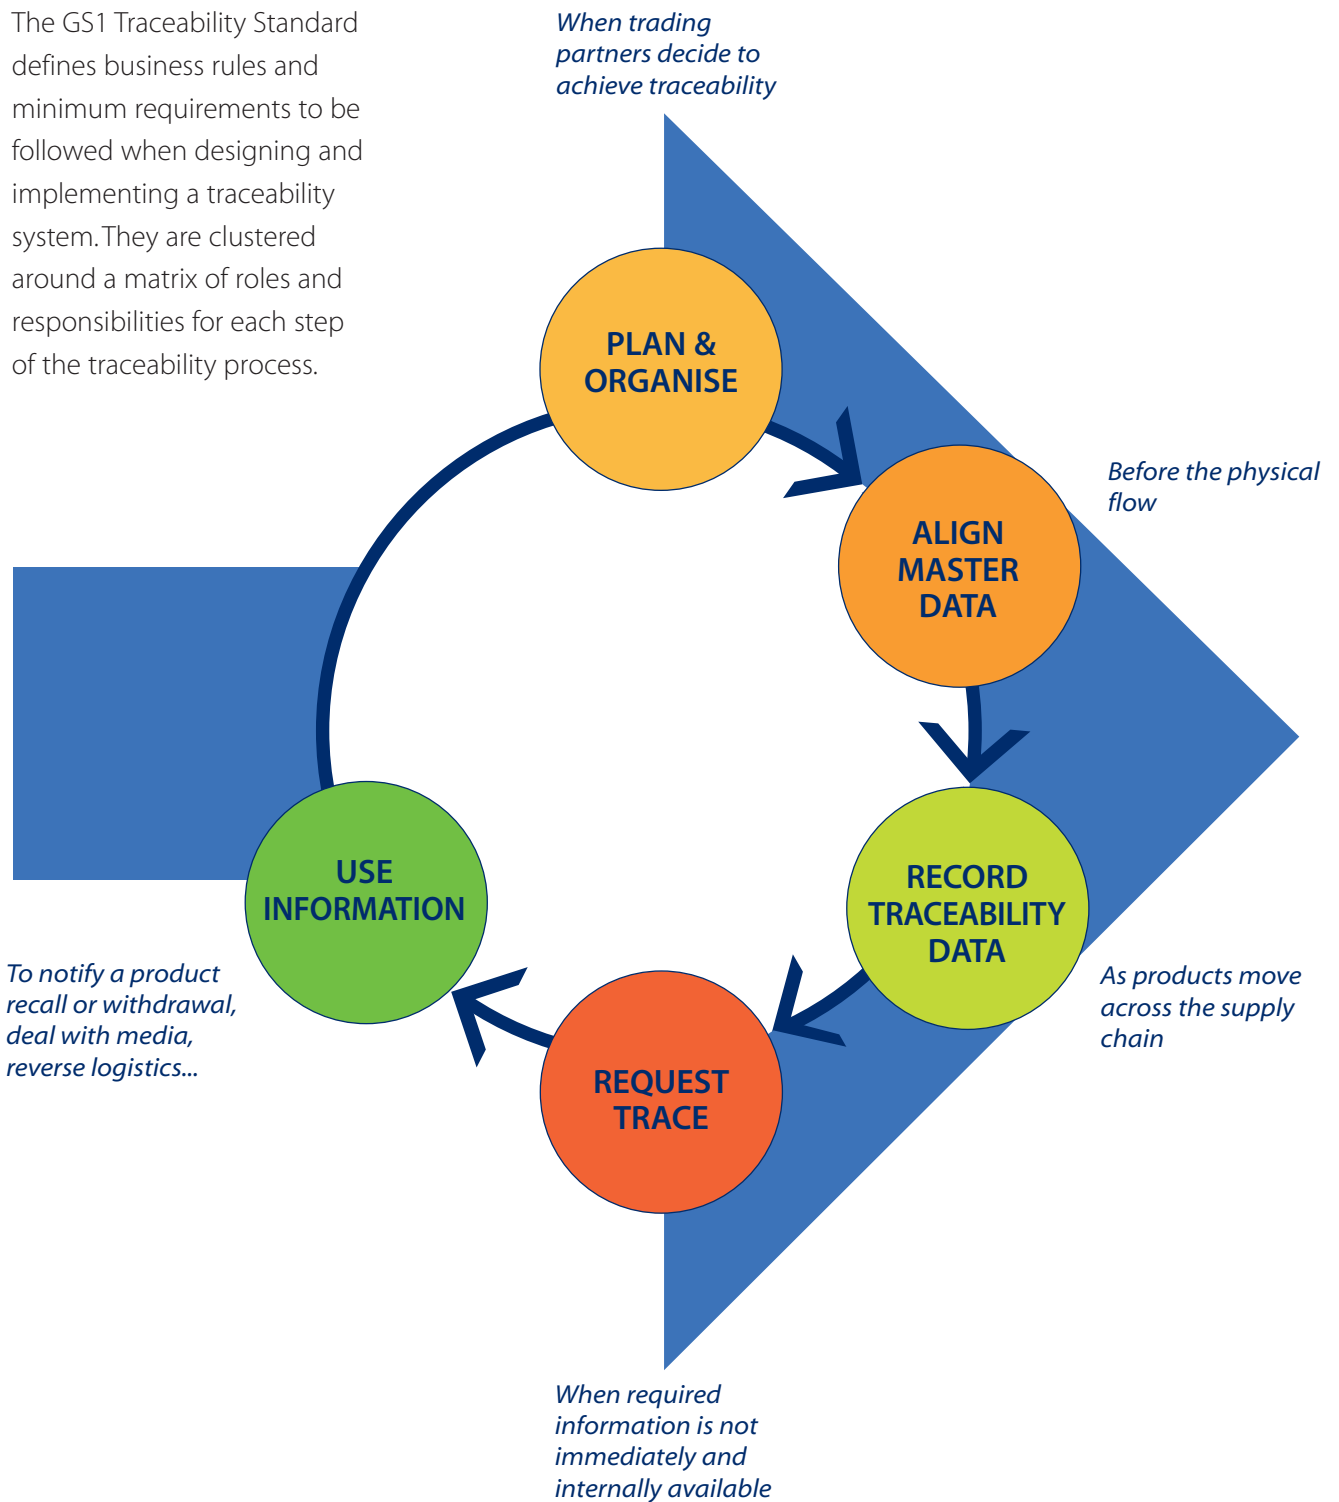 The GS1 Traceability Standard
defines business rules and
minimum requirements to be
followed when designing and
implementing a traceability
system. They are clustered
around a matrix of roles and
responsibilities for each step
of the traceability process.
When trading
partners decide to
achieve traceability
PLAN &
ORGANISE
Before the physical
flow
ALIGN
MASTER
DATA
RECORD
TRACEABILITY
DATA
As products move
across the supply
chain
REQUEST
TRACE
When required
information is not
immediately and
internally available
USE
INFORMATION
To notify a product
recall or withdrawal,
deal with media,
reverse logistics...